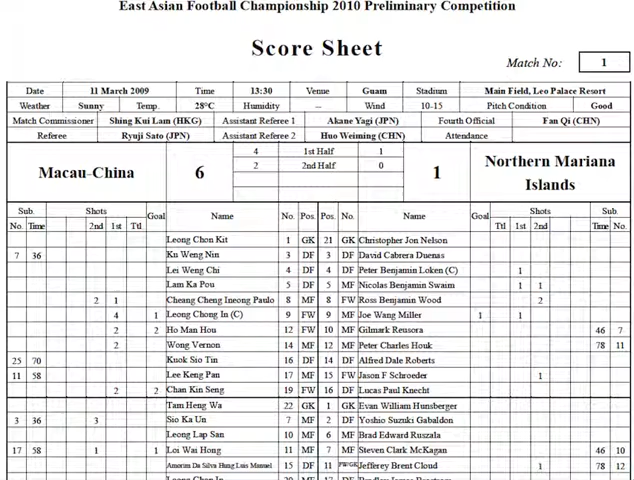 East Asian Football Championship 2010 Preliminary Competition
Score Sheet
Match No: 1
Date 11 March 2009 Time 13:30 Venue Guam Stadium Main Field, Leo Palace Resort
Weather Sunny Temp. 28°C Humidity -- Wind 10-15 Pitch Condition Good
Match Commissioner Shing Kui Lam (HKG) Assistant Referee 1 Akane Yagi (JPN) Fourth Official Fan Qi (CHN)
Referee Ryuji Sato (JPN) Assistant Referee 2 Huo Weiming (CHN) Attendance
Macau-China 6 4 1st Half 1 1 Northern Mariana Islands
2 2nd Half 0
Sub. Shots Goal Name No. Pos. Pos. No. Name Goal Shots Sub.
No. Time 2nd 1st Ttl Ttl 1st 2nd Time No.
Leong Chon Kit 1 GK 21 GK Christopher Jon Nelson
7 36 Ku Weng Nin 3 DF 3 DF David Cabrera Duenas
Lei Weng Chi 4 DF 4 DF Peter Benjamin Loken (C) 1
Lam Ka Pou 5 DF 5 MF Nicolas Benjamin Swaim 1 1
2 1 Cheang Cheng Ineong Paulo 8 MF 8 FW Ross Benjamin Wood 2
4 1 Leong Chong In (C) 9 FW 9 MF Joe Wang Miller 1 1
2 2 Ho Man Hou 12 FW 10 MF Gilmark Reusora 46 7
2 Wong Vernon 14 MF 12 MF Peter Charles Houk 78 11
25 70 Kuok Sio Tin 16 DF 14 DF Alfred Dale Roberts
11 58 Lee Keng Pan 17 MF 15 FW Jason F Schroeder 1
2 2 Chan Kin Seng 19 FW 16 DF Lucas Paul Knecht
Tam Heng Wa 22 GK 1 GK Evan William Hunsberger
3 36 3 Sio Ka Un 7 MF 2 DF Yoshio Suzuki Gabaldon
Leong Lap San 10 MF 6 MF Brad Edward Ruszala
17 58 1 1 Loi Wai Hong 11 MF 7 MF Steven Clark McKagan 46 10
Amorim Da Silva Hung Luis Manuel 15 DF 11 FW/GK Jefferey Brent Cloud 1 78 12